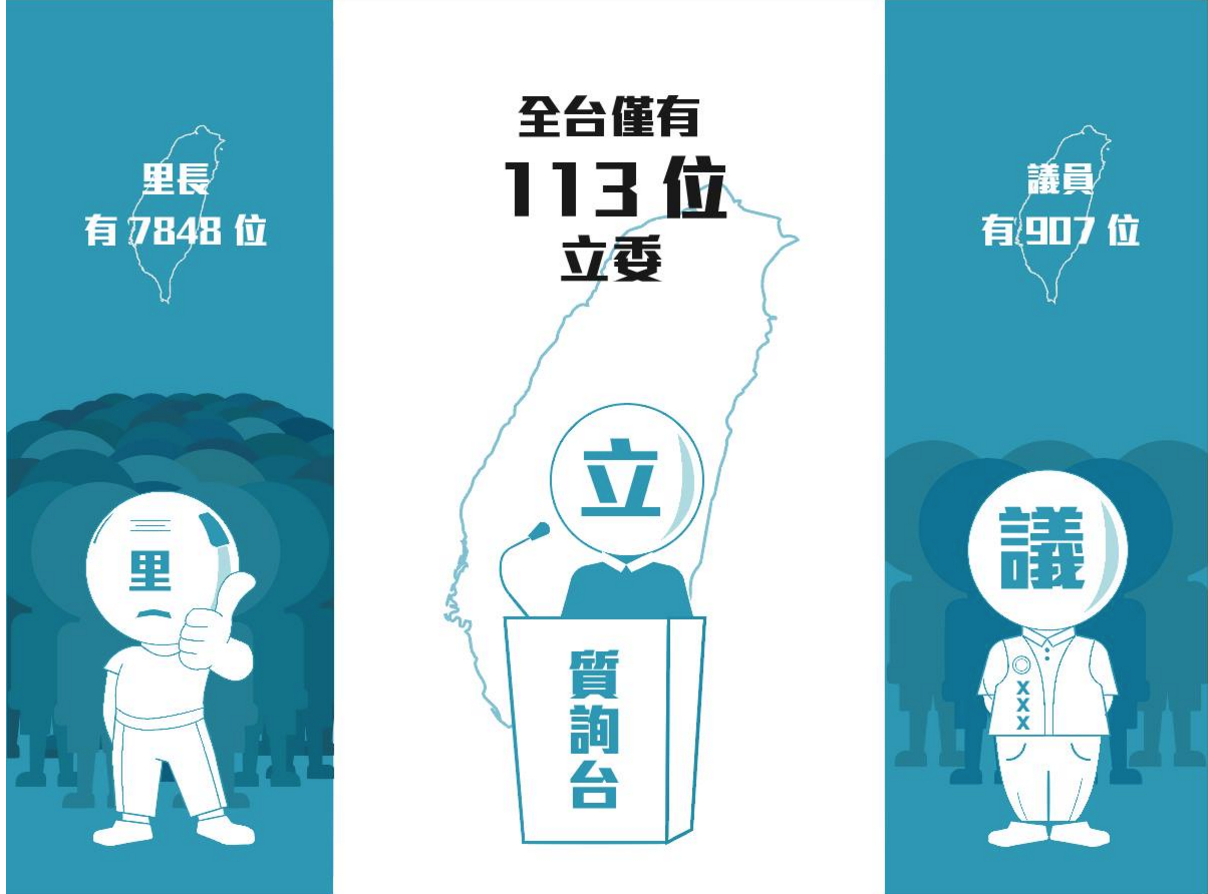 里長
有 7848 位
里
全台僅有
113 位
立委
立
質詢台
議員
有 907 位
議
XXX